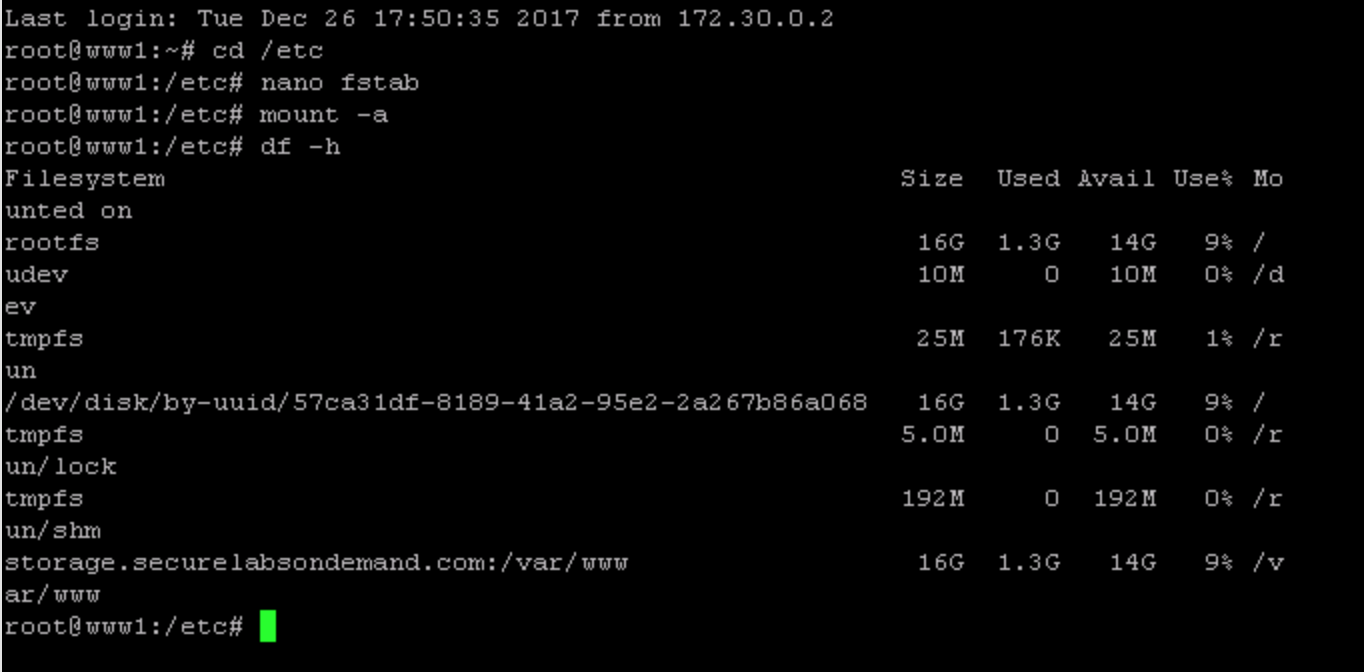 Last login: Tue Dec 26 17:50:35 2017 from 172.30.0.2
root@www1:~# cd /etc
root@www1:/etc# nano fstab
root@www1:/etc# mount -a
root@www1:/etc# df -h
Filesystem                                              Size  Used Avail Use% Mo
unted on
rootfs                                                   16G  1.3G   14G   9% /
udev                                                     10M     0   10M   0% /d
ev
tmpfs                                                    25M  176K   25M   1% /r
un
/dev/disk/by-uuid/57ca31df-8189-41a2-95e2-2a267b86a068   16G  1.3G   14G   9% /
tmpfs                                                   5.0M     0  5.0M   0% /r
un/lock
tmpfs                                                   192M     0  192M   0% /r
un/shm
storage.securelabsondemand.com:/var/www                  16G  1.3G   14G   9% /v
ar/www
root@www1:/etc#